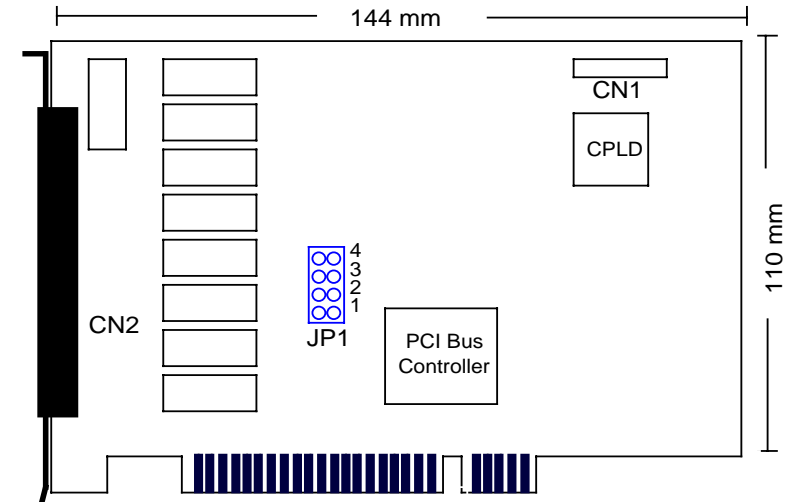 144 mm
CN1
CPLD
110 mm
4
3
2
1
JP1
CN2
PCI Bus
Controller